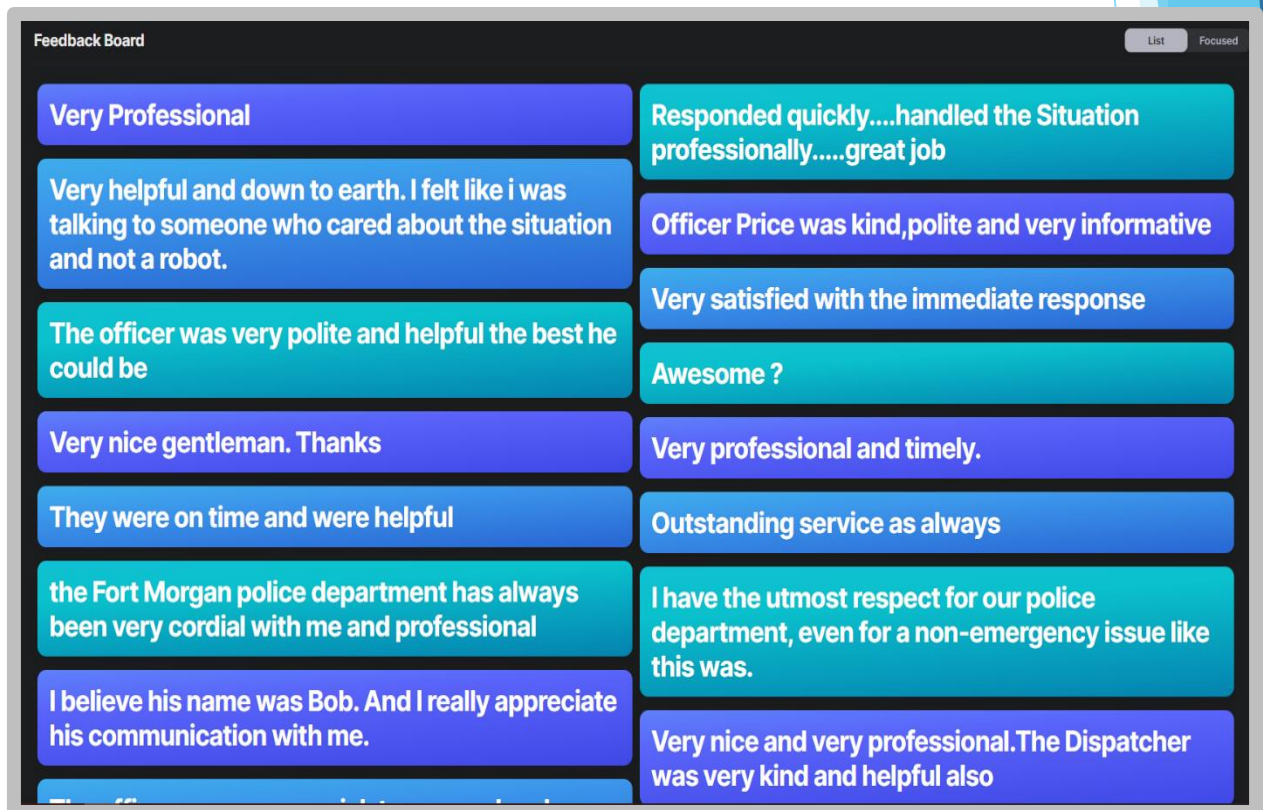 Feedback Board
List
Focused
Very Professional
Very helpful and down to earth. I felt like i was
talking to someone who cared about the situation
and not a robot.
The officer was very polite and helpful the best he
could be
Very nice gentleman. Thanks
They were on time and were helpful
the Fort Morgan police department has always
been very cordial with me and professional
I believe his name was Bob. And I really appreciate
his communication with me.
Responded quickly....handled the Situation
professionally.....great job
Officer Price was kind,polite and very informative
Very satisfied with the immediate response
Awesome ?
Very professional and timely.
Outstanding service as always
I have the utmost respect for our police
department, even for a non-emergency issue like
this was.
Very nice and very professional.The Dispatcher
was very kind and helpful also